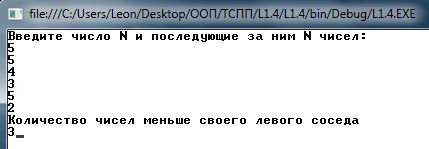 file:///C:/Users/Leon/Desktop/ООП/ТСПП/L1.4/L1.4/bin/Debug/L1.4.EXE
Введите число N и последующие за ним N чисел:
5
5
4
3
5
2
Количество чисел меньше своего левого соседа
3